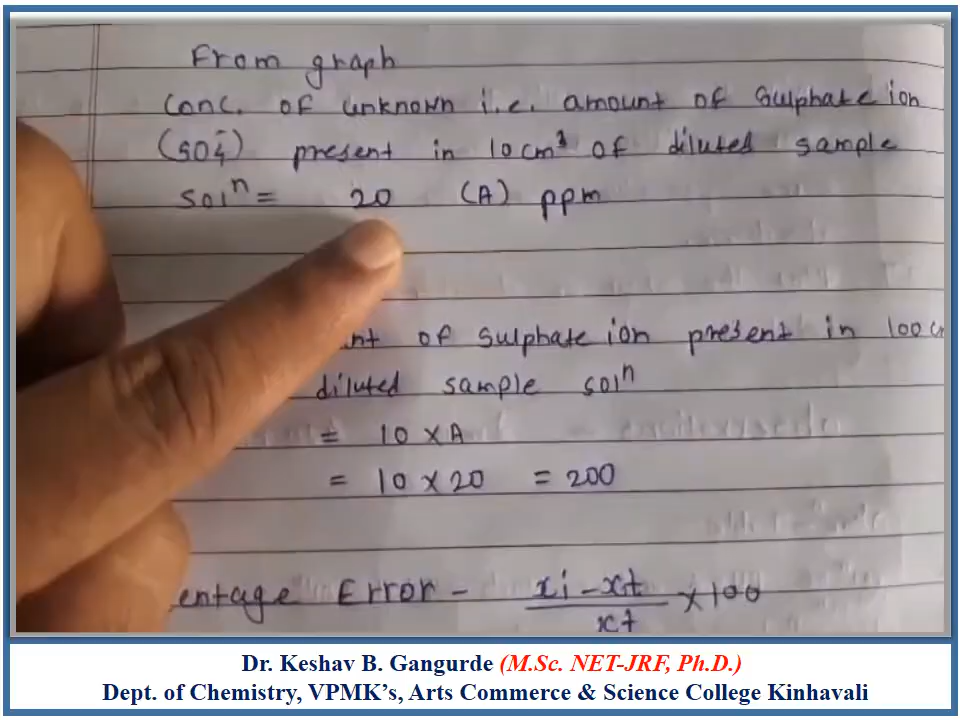 From graph
Conc. of unknown i.e. amount of Sulphate ion
(SO₄⁻⁻) present in 10 cm³ of diluted sample
solⁿ = 20 (A) ppm
nt of sulphate ion present in 100 c
diluted sample solⁿ
= 10 × A
= 10 × 20 = 200
entage Error - xi - xt / xt × 100
Dr. Keshav B. Gangurde (M.Sc. NET-JRF, Ph.D.)
Dept. of Chemistry, VPMK's, Arts Commerce & Science College Kinhavali